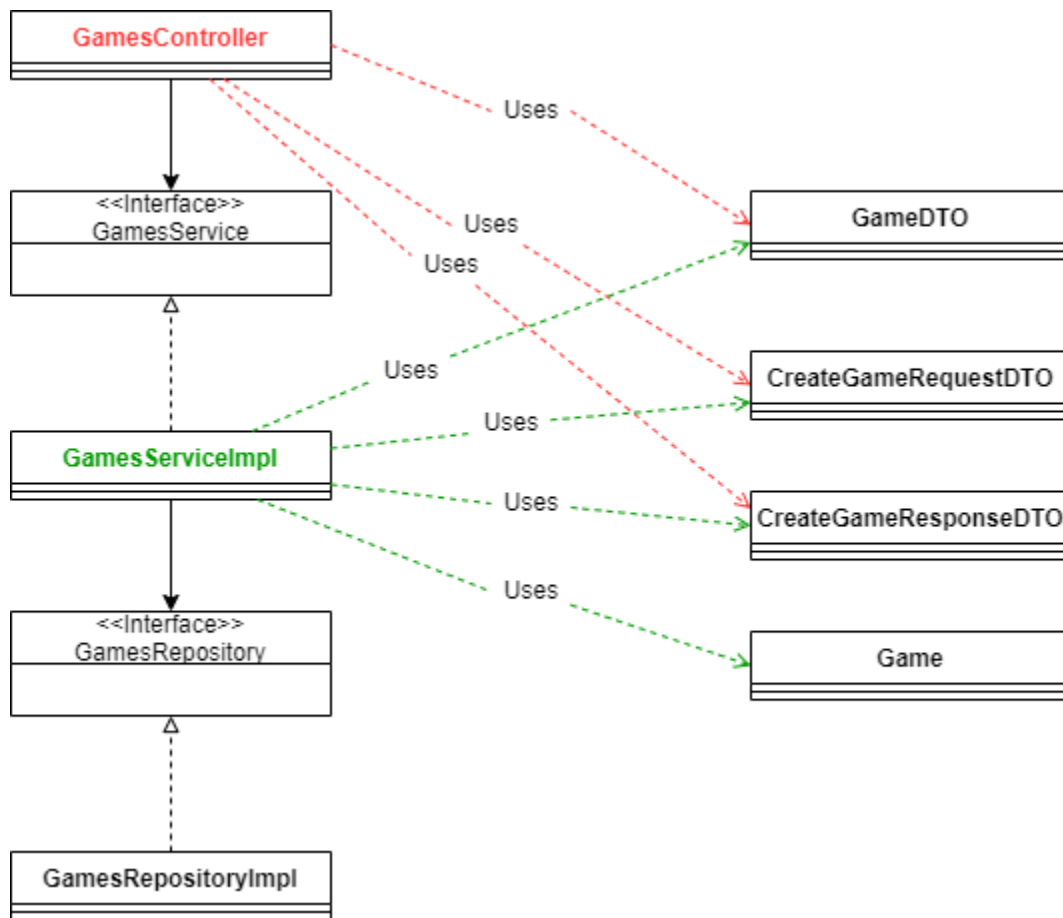 GamesController
Uses
<<Interface>>
GamesService
GameDTO
Uses
Uses
Uses
CreateGameRequestDTO
Uses
GamesServiceImpl
Uses
CreateGameResponseDTO
Uses
<<Interface>>
GamesRepository
Game
GamesRepositoryImpl